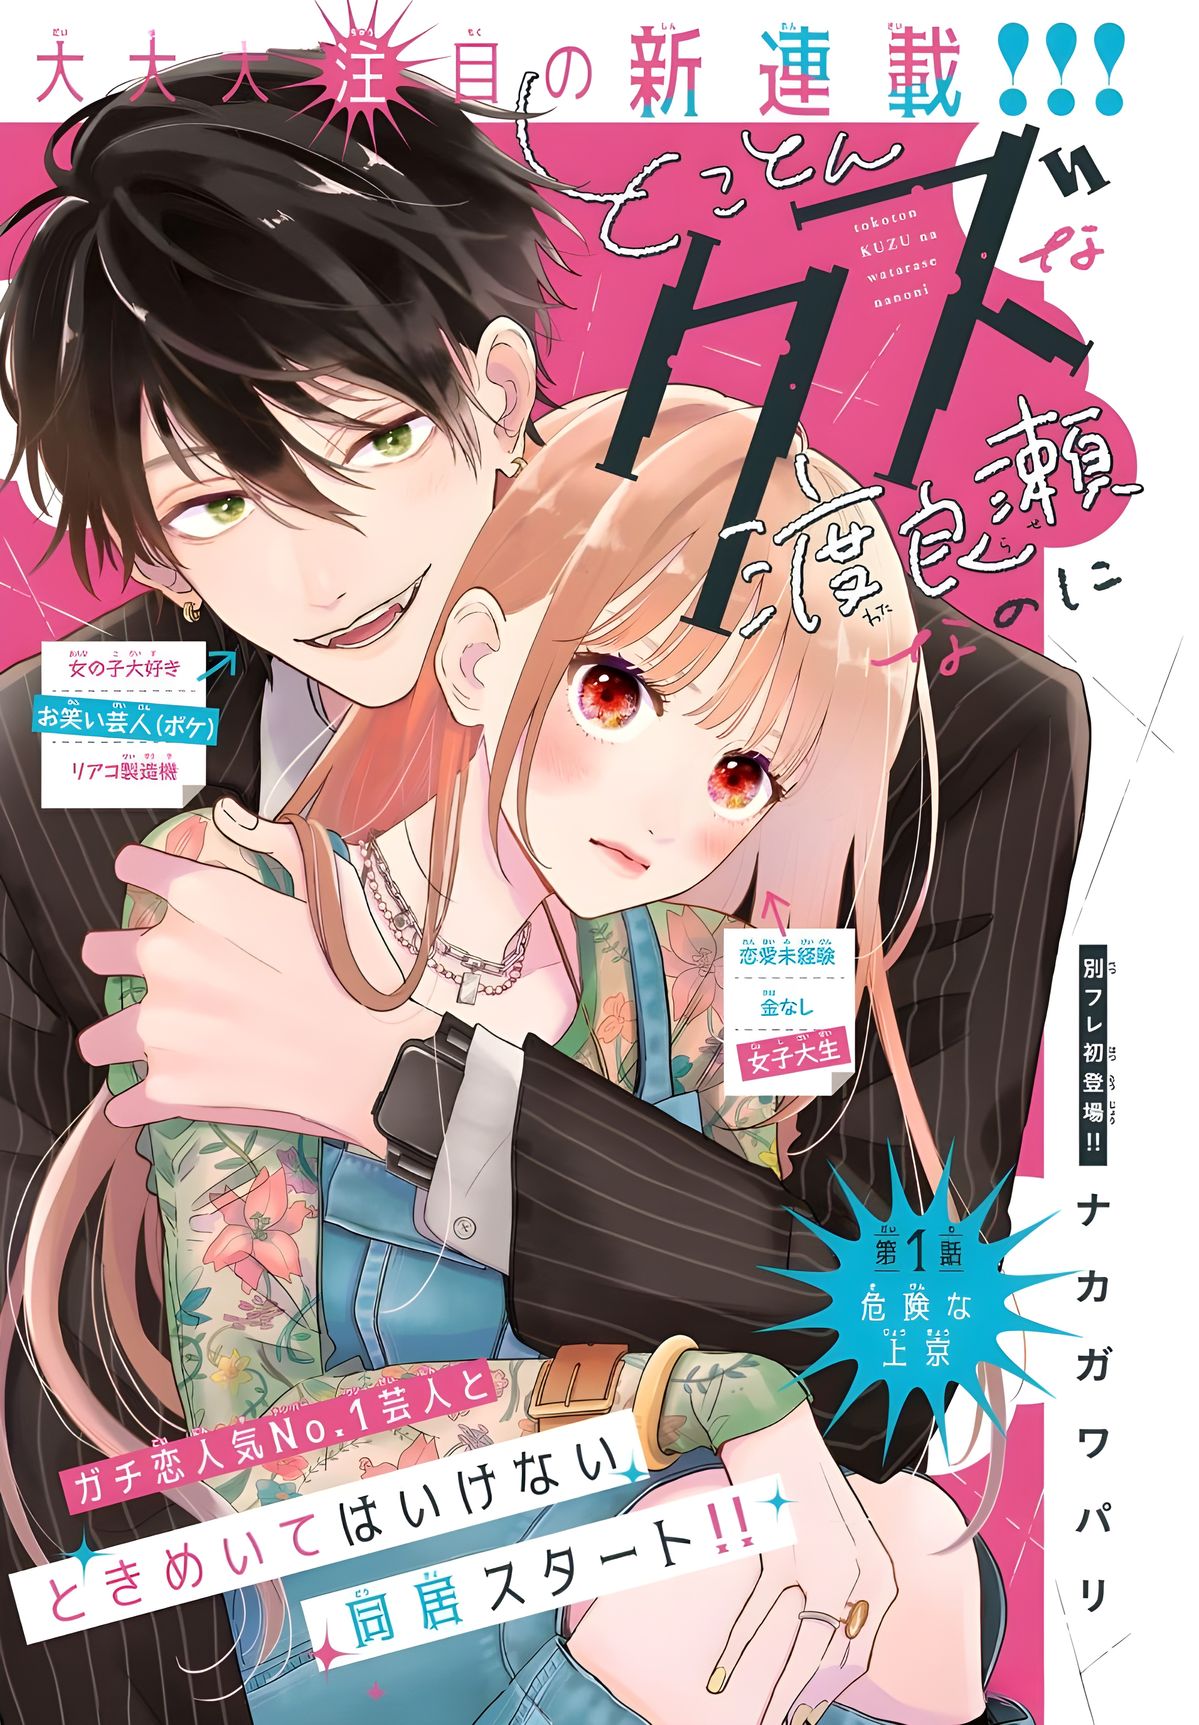 大大大注目の新連載!!!
とことん
クズな
tokoton
KUZU na
watarase
nanoni
渡良瀬
なのに
女の子大好き
お笑い芸人(ボケ)
リアコ製造機
恋愛未経験
金なし
女子大生
別フレ初登場!!
ナカガワパリ
第1話
危険な
上京
ガチ恋人気No.1芸人と
ときめいてはいけない
同居スタート!!